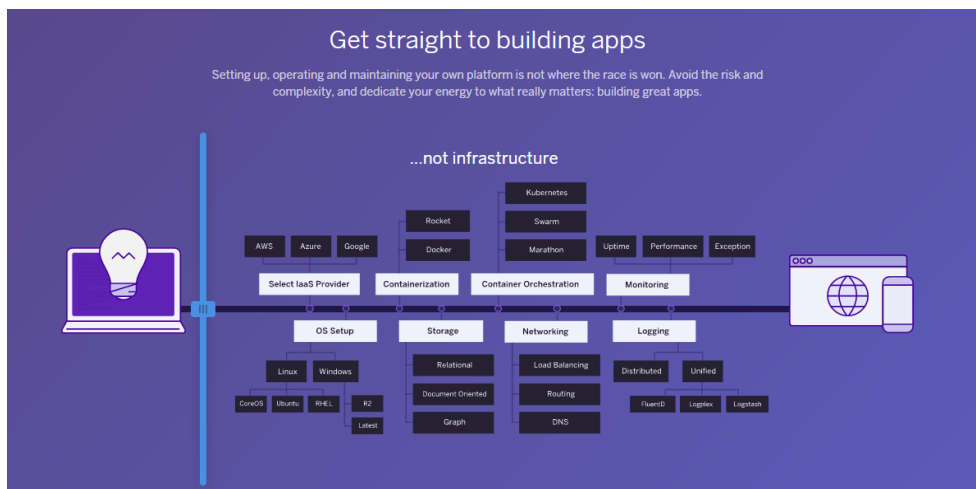 Get straight to building apps
Setting up, operating and maintaining your own platform is not where the race is won. Avoid the risk and
complexity, and dedicate your energy to what really matters: building great apps.
...not infrastructure
Kubernetes
Rocket
Swarm
AWS
Azure
Google
Docker
Marathon
Uptime
Performance
Exception
Select IaaS Provider
Containerization
Container Orchestration
Monitoring
OS Setup
Storage
Networking
Logging
Linux
Windows
Relational
Load Balancing
Distributed
Unified
CoreOS
Ubuntu
RHEL
R2
Document Oriented
Routing
FluentD
Logplex
Logstash
Latest
Graph
DNS